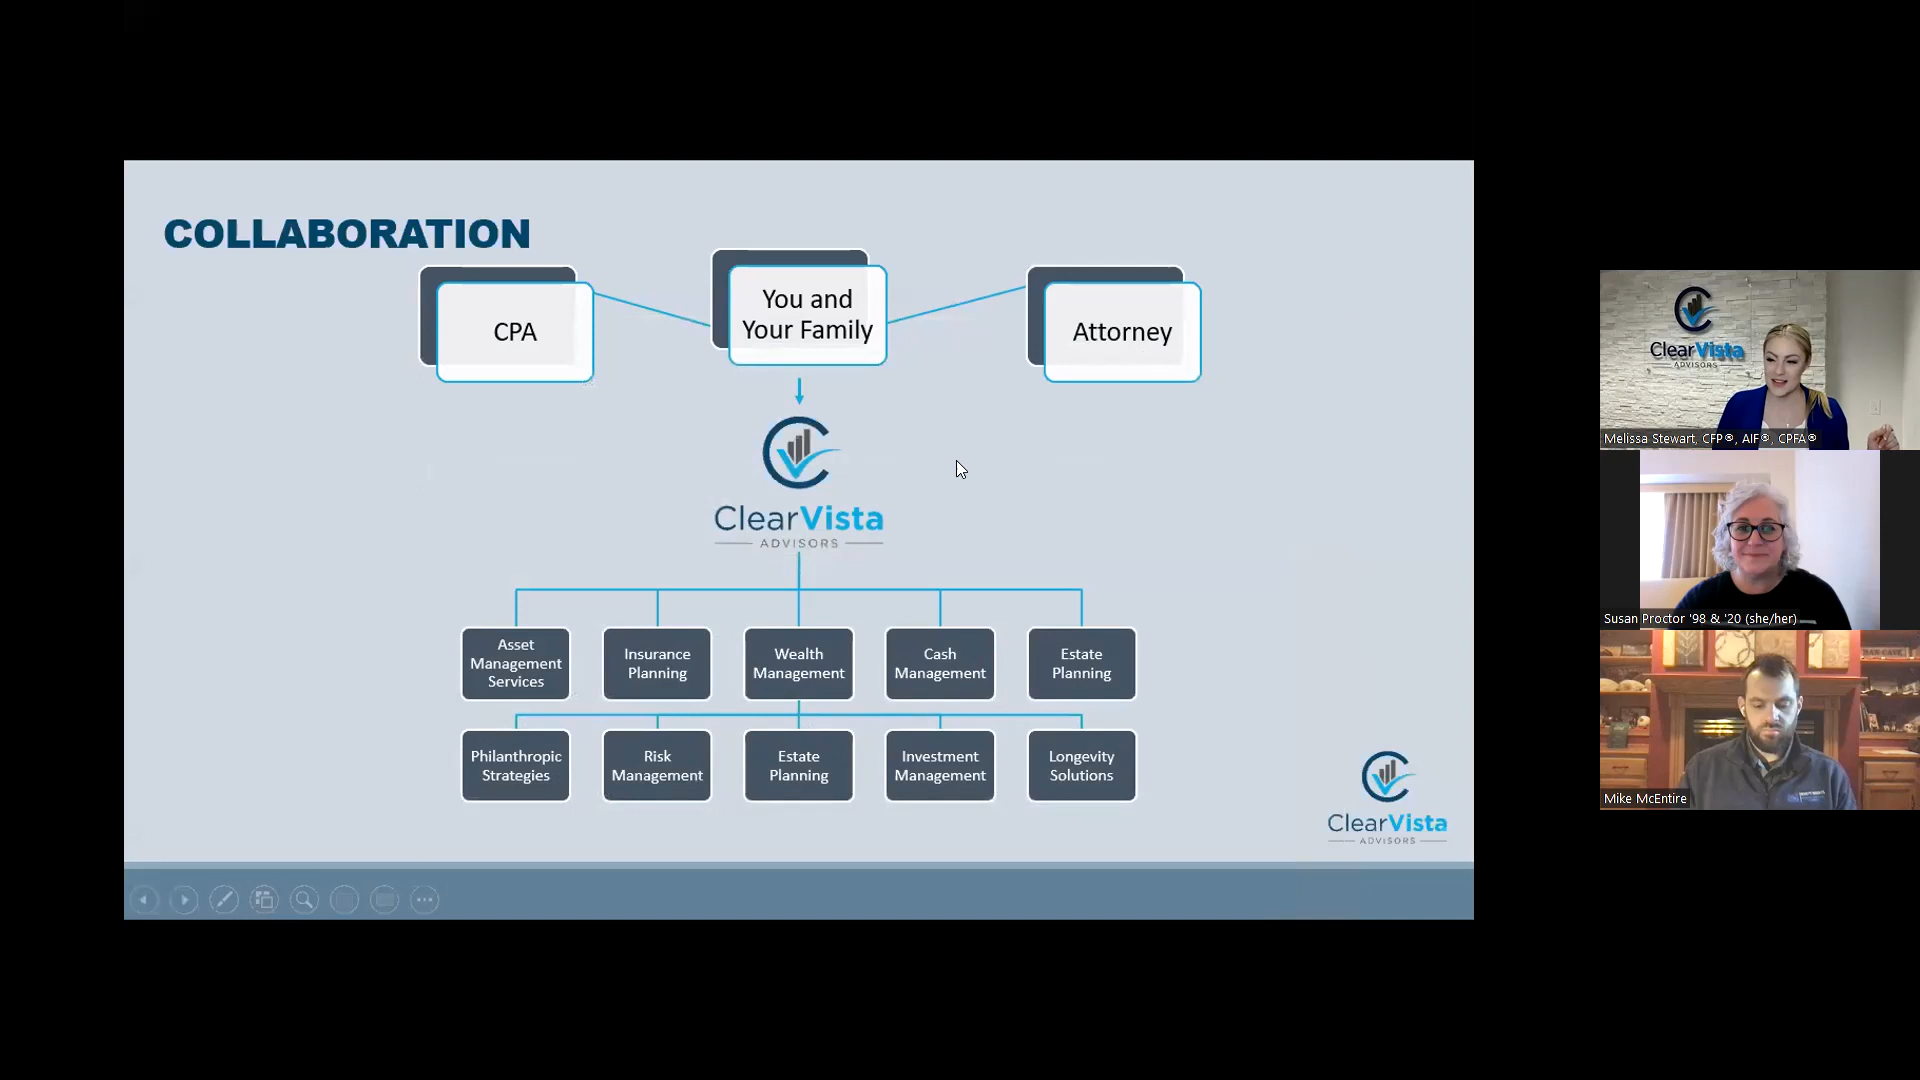 COLLABORATION
CPA
You and
Your Family
Attorney
ClearVista
ADVISORS
Asset
Management
Services
Insurance
Planning
Wealth
Management
Cash
Management
Estate
Planning
Philanthropic
Strategies
Risk
Management
Estate
Planning
Investment
Management
Longevity
Solutions
ClearVista
ADVISORS
ClearVista
ADVISORS
Melissa Stewart, CFP®, AIF®, CPFA®
Susan Proctor '98 & '20 (she/her)
Mike McEntire